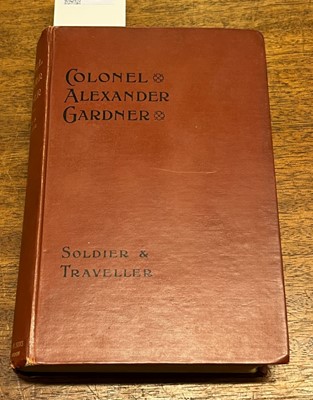 COLONEL
ALEXANDER
GARDNER
SOLDIER &
TRAVELLER